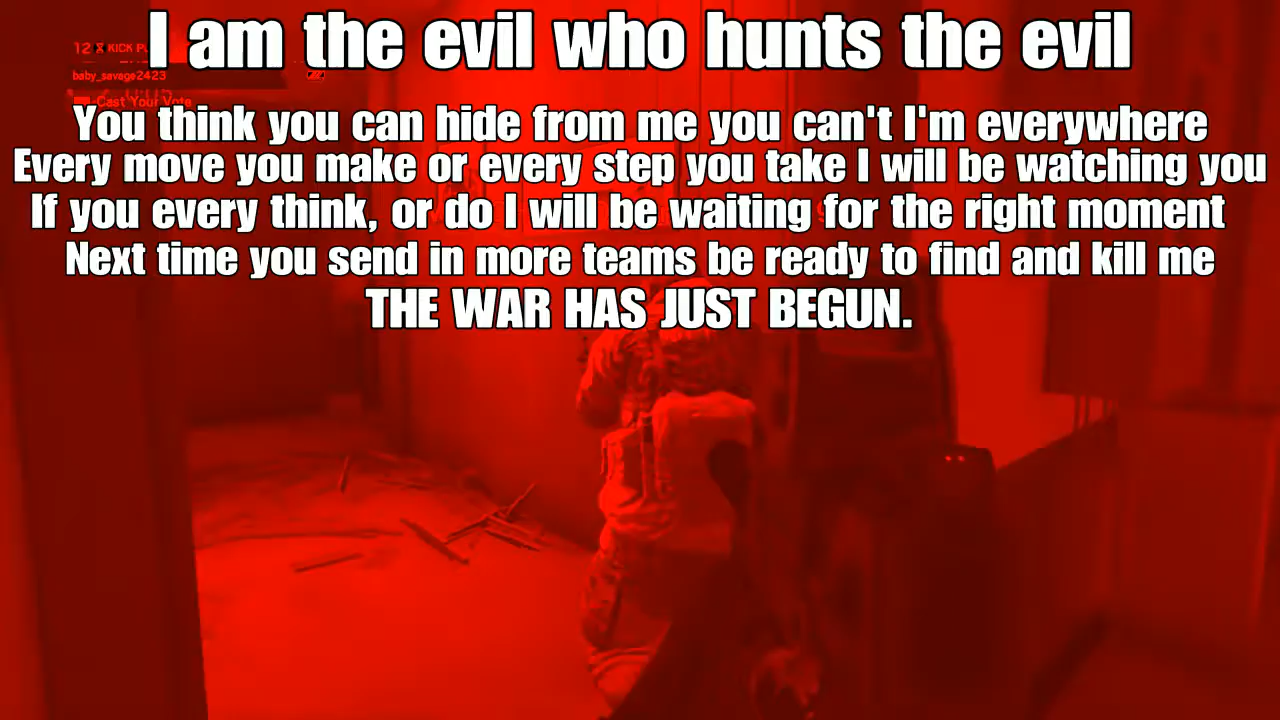 I am the evil who hunts the evil
12 KICK
baby_savage2423
Cast Your Vote
You think you can hide from me you can't I'm everywhere
Every move you make or every step you take I will be watching you
If you every think, or do I will be waiting for the right moment
Next time you send in more teams be ready to find and kill me
THE WAR HAS JUST BEGUN.